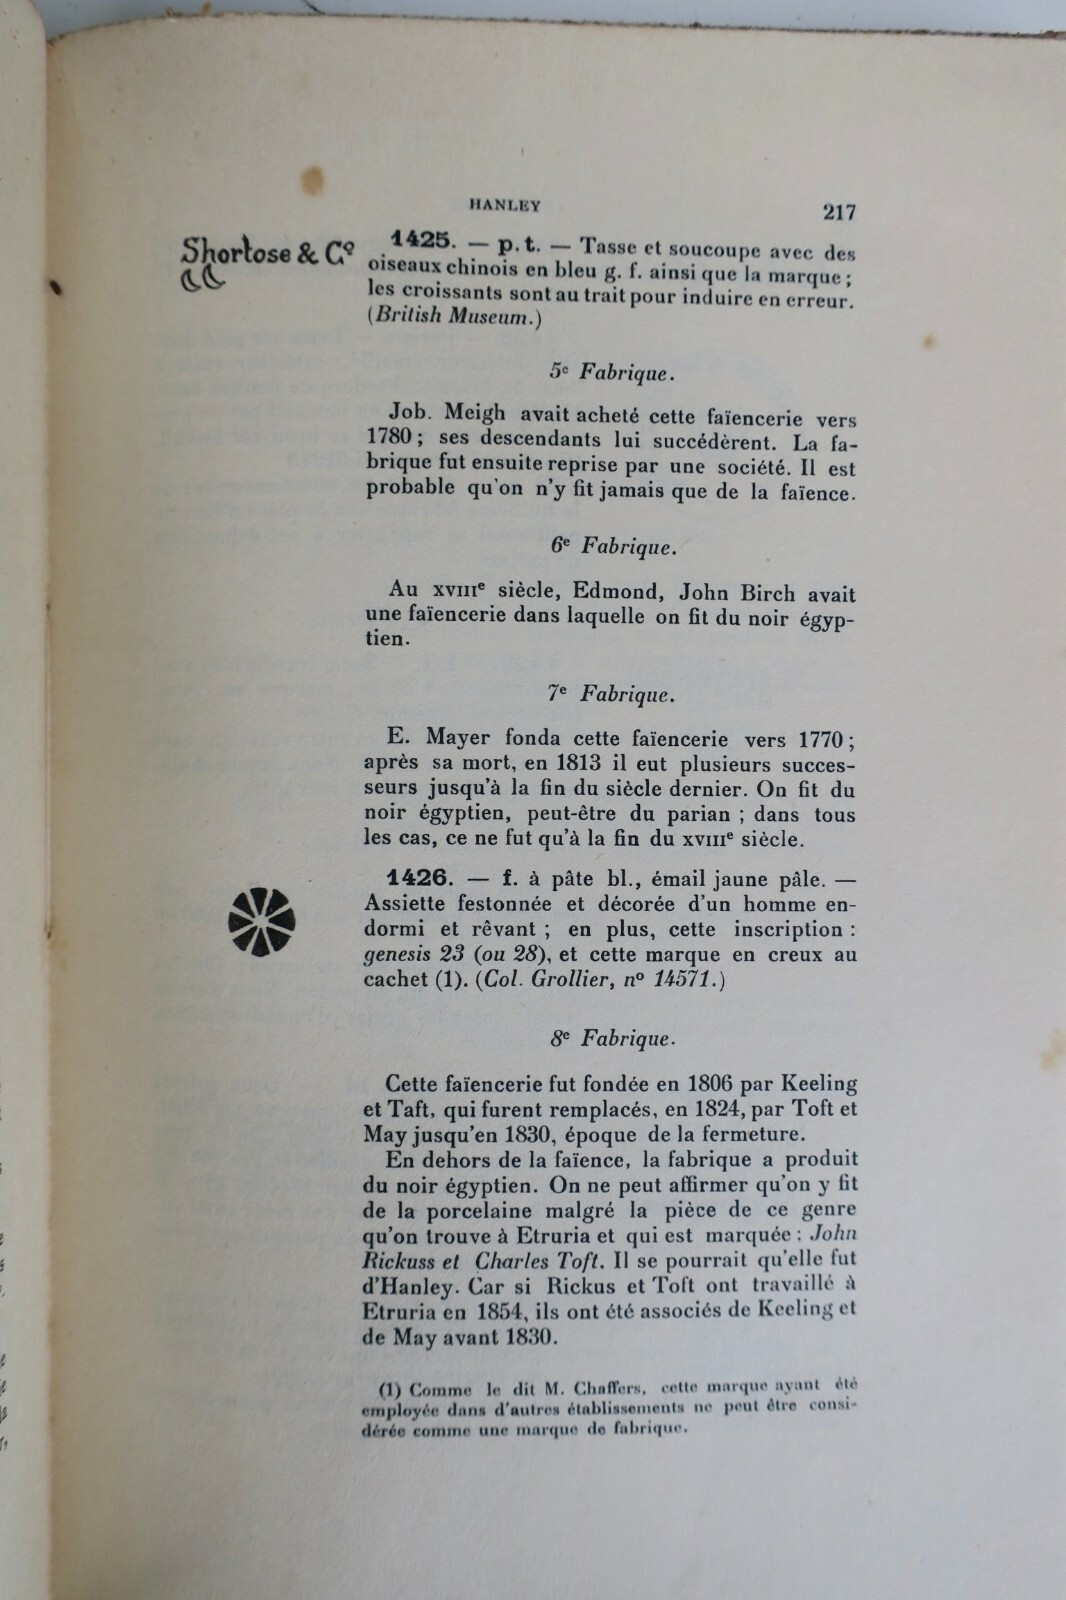 HANLEY
217
Shortose & Cº
1425. — p. t. — Tasse et soucoupe avec des
oiseaux chinois en bleu g. f. ainsi que la marque ;
les croissants sont au trait pour induire en erreur.
(British Museum.)
5e Fabrique.
Job. Meigh avait acheté cette faïencerie vers
1780 ; ses descendants lui succédèrent. La fa-
brique fut ensuite reprise par une société. Il est
probable qu'on n'y fit jamais que de la faïence.
6e Fabrique.
Au XVIIIe siècle, Edmond, John Birch avait
une faïencerie dans laquelle on fit du noir égyp-
tien.
7e Fabrique.
E. Mayer fonda cette faïencerie vers 1770 ;
après sa mort, en 1813 il eut plusieurs succes-
seurs jusqu'à la fin du siècle dernier. On fit du
noir égyptien, peut-être du parian ; dans tous
les cas, ce ne fut qu'à la fin du XVIIIe siècle.
1426. — f. à pâte bl., émail jaune pâle. —
Assiette festonnée et décorée d'un homme en-
dormi et rêvant ; en plus, cette inscription :
genesis 23 (ou 28), et cette marque en creux au
cachet (1). (Col. Grollier, nº 14571.)
8e Fabrique.
Cette faïencerie fut fondée en 1806 par Keeling
et Taft, qui furent remplacés, en 1824, par Toft et
May jusqu'en 1830, époque de la fermeture.
En dehors de la faïence, la fabrique a produit
du noir égyptien. On ne peut affirmer qu'on y fit
de la porcelaine malgré la pièce de ce genre
qu'on trouve à Etruria et qui est marquée : John
Rickuss et Charles Toft. Il se pourrait qu'elle fut
d'Hanley. Car si Rickus et Toft ont travaillé à
Etruria en 1854, ils ont été associés de Keeling et
de May avant 1830.
(1) Comme le dit M. Chaffers, cette marque ayant été
employée dans d'autres établissements ne peut être consi-
dérée comme une marque de fabrique.